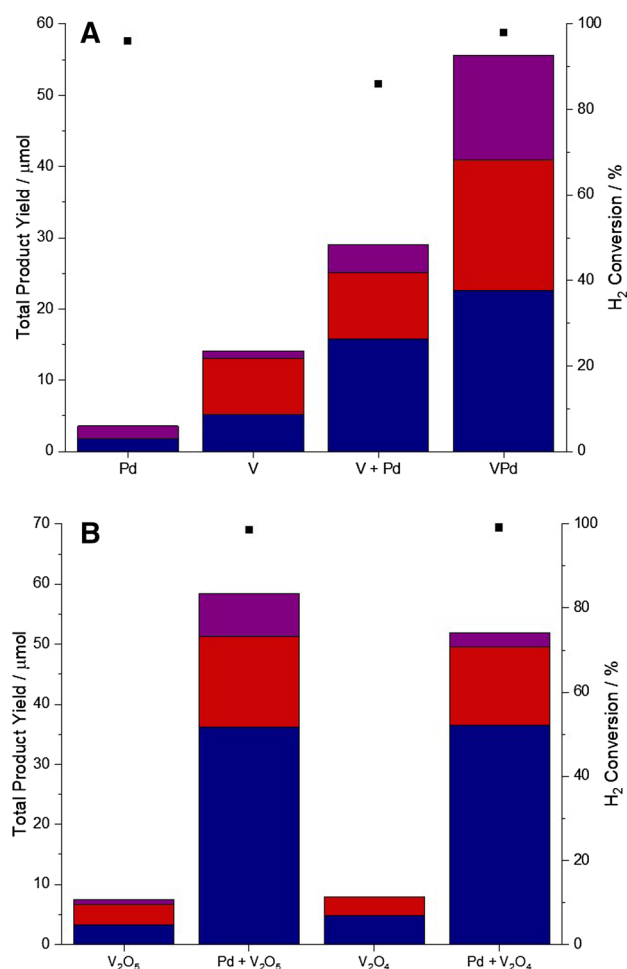 A
Total Product Yield / μmol
60
50
40
30
20
10
0
H₂ Conversion / %
100
80
60
40
20
0
Pd
V
V + Pd
VPd
B
Total Product Yield / μmol
70
60
50
40
30
20
10
0
H₂ Conversion / %
100
80
60
40
20
0
V₂O₅
Pd + V₂O₅
V₂O₄
Pd + V₂O₄